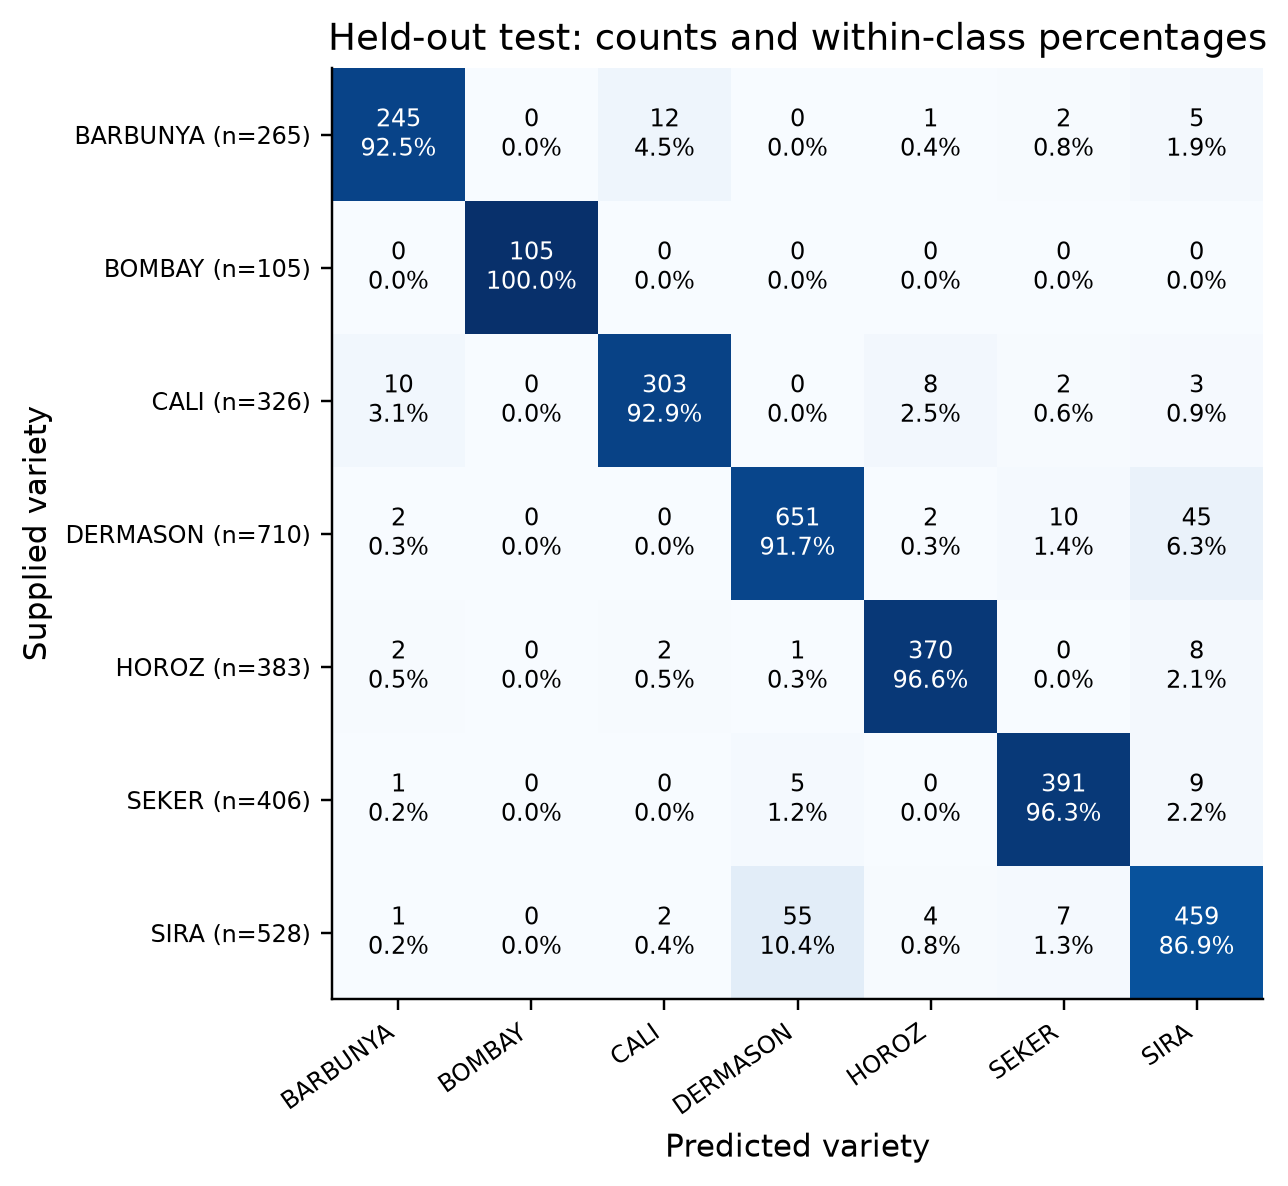 Held-out test: counts and within-class percentages
Supplied variety
BARBUNYA (n=265) 245 0 12 0 1 2 5
92.5% 0.0% 4.5% 0.0% 0.4% 0.8% 1.9%
BOMBAY (n=105) 0 105 0 0 0 0 0
0.0% 100.0% 0.0% 0.0% 0.0% 0.0% 0.0%
CALI (n=326) 10 0 303 0 8 2 3
3.1% 0.0% 92.9% 0.0% 2.5% 0.6% 0.9%
DERMASON (n=710) 2 0 0 651 2 10 45
0.3% 0.0% 0.0% 91.7% 0.3% 1.4% 6.3%
HOROZ (n=383) 2 0 2 1 370 0 8
0.5% 0.0% 0.5% 0.3% 96.6% 0.0% 2.1%
SEKER (n=406) 1 0 0 5 0 391 9
0.2% 0.0% 0.0% 1.2% 0.0% 96.3% 2.2%
SIRA (n=528) 1 0 2 55 4 7 459
0.2% 0.0% 0.4% 10.4% 0.8% 1.3% 86.9%
BARBUNYA BOMBAY CALI DERMASON HOROZ SEKER SIRA
Predicted variety